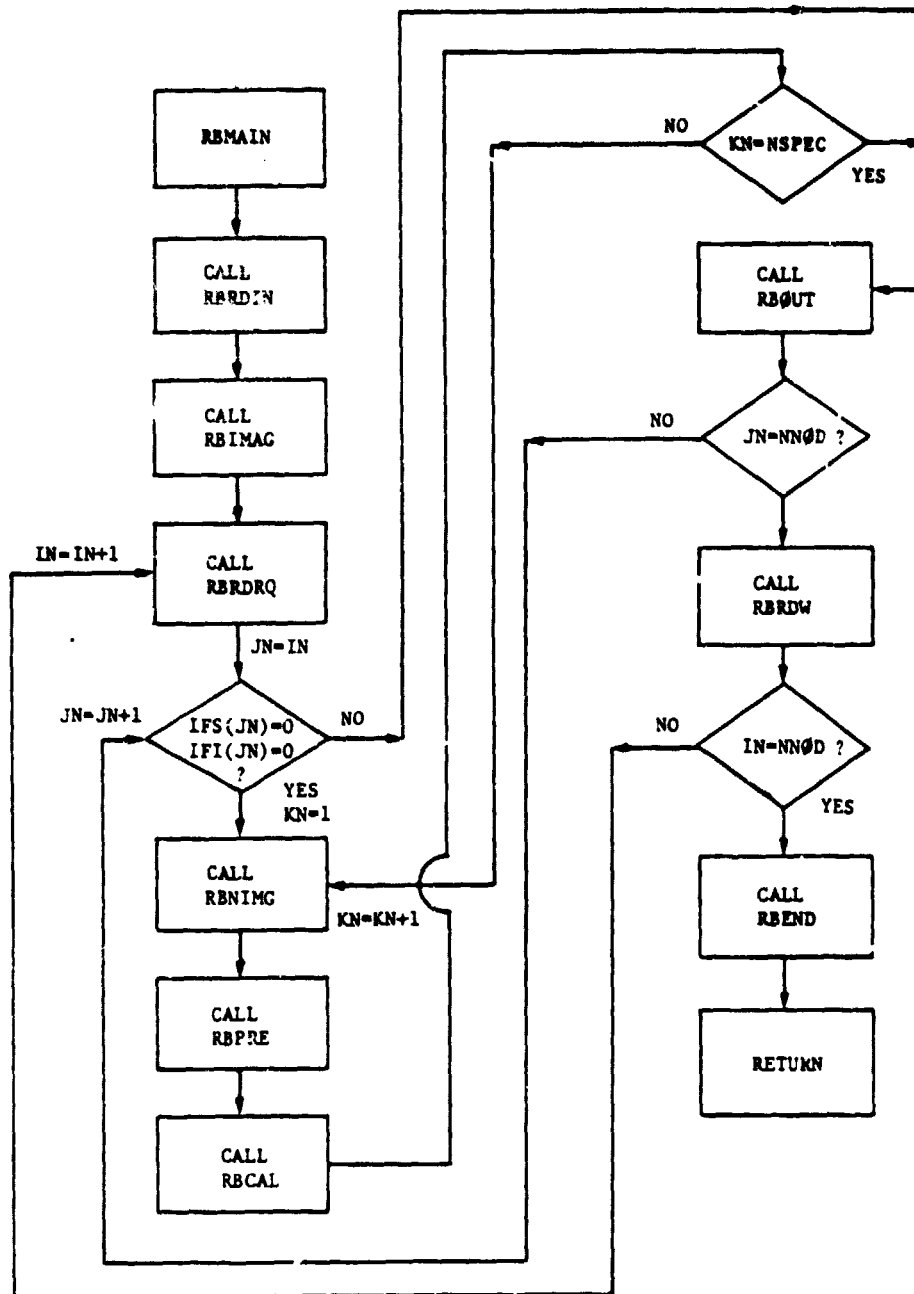 RBMAIN
CALL
RBRDIN
CALL
RBIMAG
IN=IN+1
CALL
RBRDRQ
JN=IN
JN=JN+1
IFS(JN)=0
IFI(JN)=0
?
NO
YES
KN=1
CALL
RBNIMG
KN=KN+1
CALL
RBPRE
CALL
RBCAL
NO
KN=NSPEC
YES
CALL
RBØUT
NO
JN=NNØD ?
CALL
RBRDW
NO
IN=NNØD ?
YES
CALL
RBEND
RETURN